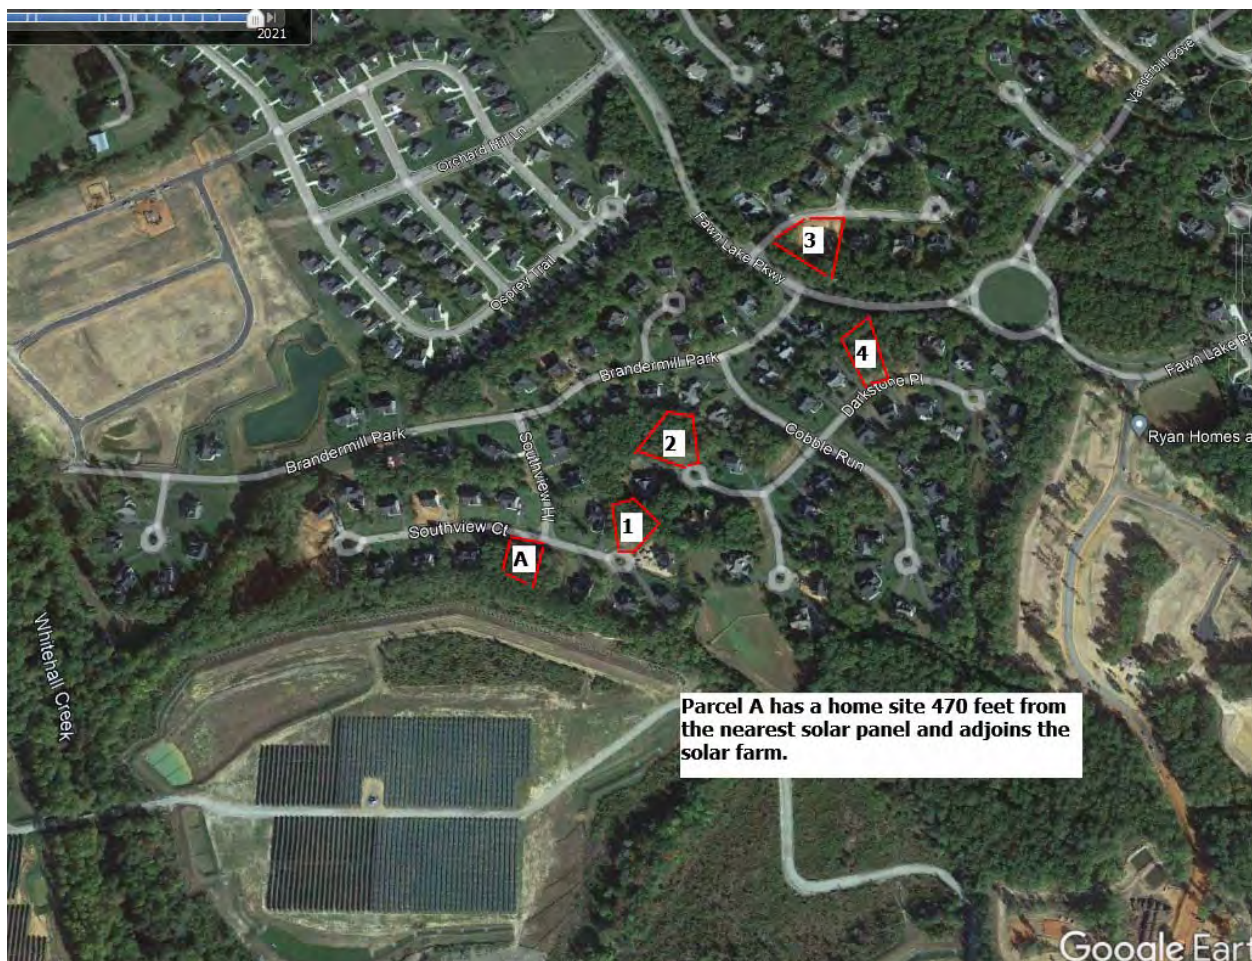 2021
Vanderbilt Cove
Orchard Hill Ln
Fawn Lake Pkwy
3
Osprey Trail
4
Brandermill Park
Darkstone Pl
Fawn Lake P
Ryan Homes a
2
Cobble Run
Brandermill Park
Southview Hl
1
Southview Ct
A
Whitehall Creek
Parcel A has a home site 470 feet from
the nearest solar panel and adjoins the
solar farm.
Google Eart